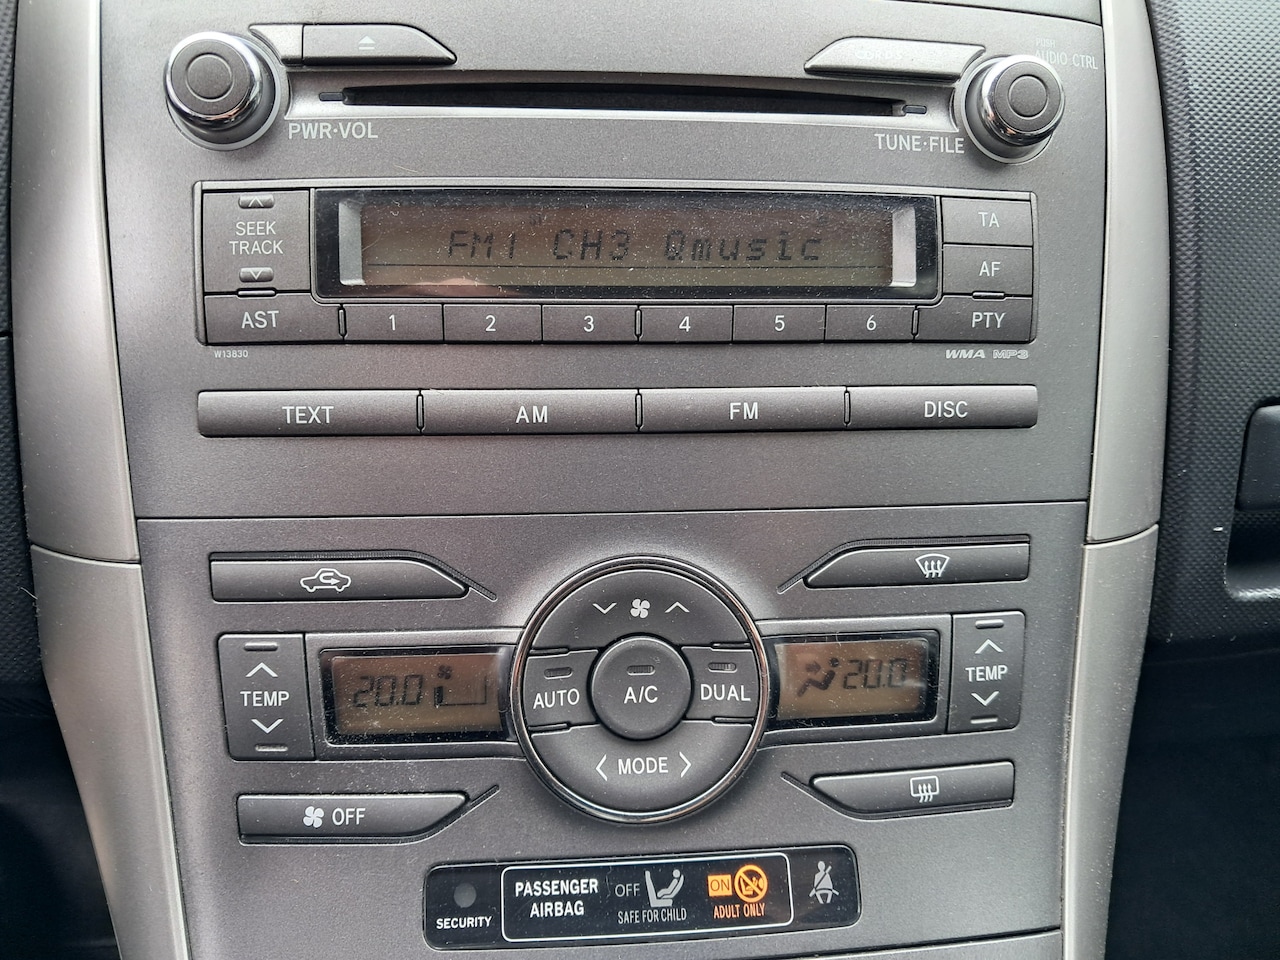 PUSH
AUDIO CTRL
PWR·VOL
TUNE·FILE
SEEK
TRACK
FM1 CH3 Qmusic
TA
AF
AST
1
2
3
4
5
6
PTY
W13830
WMA MP3
TEXT
AM
FM
DISC
TEMP
20.0
AUTO
A/C
DUAL
20.0
TEMP
MODE
OFF
SECURITY
PASSENGER
AIRBAG
OFF
SAFE FOR CHILD
ON
ADULT ONLY